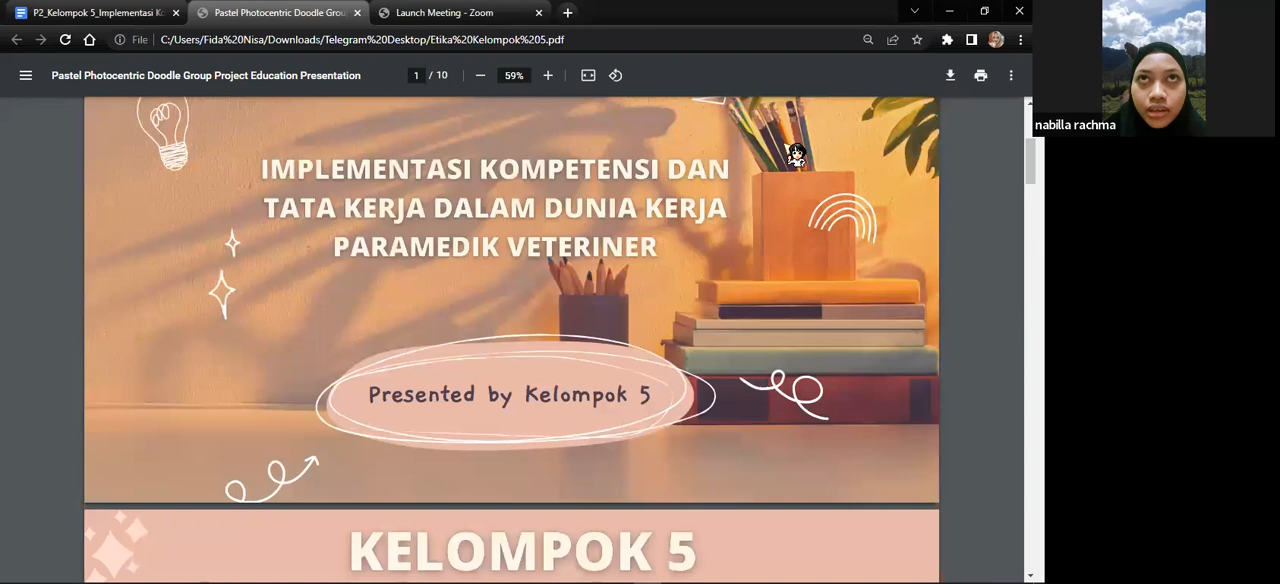 P2_Kelompok 5_Implementasi Ko
Pastel Photocentric Doodle Grou
Launch Meeting - Zoom
File
C:/Users/Fida%20Nisa/Downloads/Telegram%20Desktop/Etika%20Kelompok%205.pdf
Pastel Photocentric Doodle Group Project Education Presentation
1 / 10
59%
nabilla rachma
IMPLEMENTASI KOMPETENSI DAN
TATA KERJA DALAM DUNIA KERJA
PARAMEDIK VETERINER
Presented by Kelompok 5
KELOMPOK 5